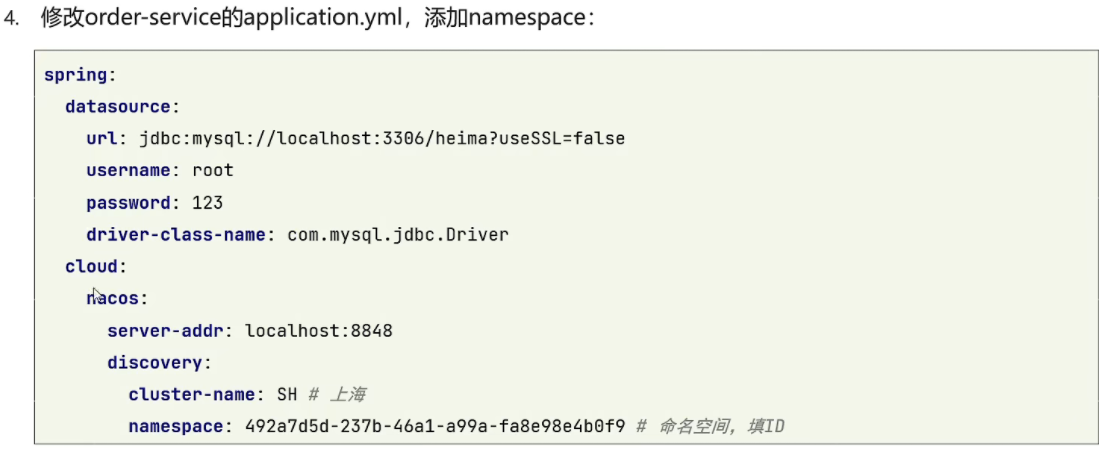 4. 修改order-service的application.yml，添加namespace：
spring:
  datasource:
    url: jdbc:mysql://localhost:3306/heima?useSSL=false
    username: root
    password: 123
    driver-class-name: com.mysql.jdbc.Driver
  cloud:
    nacos:
      server-addr: localhost:8848
      discovery:
        cluster-name: SH # 上海
        namespace: 492a7d5d-237b-46a1-a99a-fa8e98e4b0f9 # 命名空间，填ID